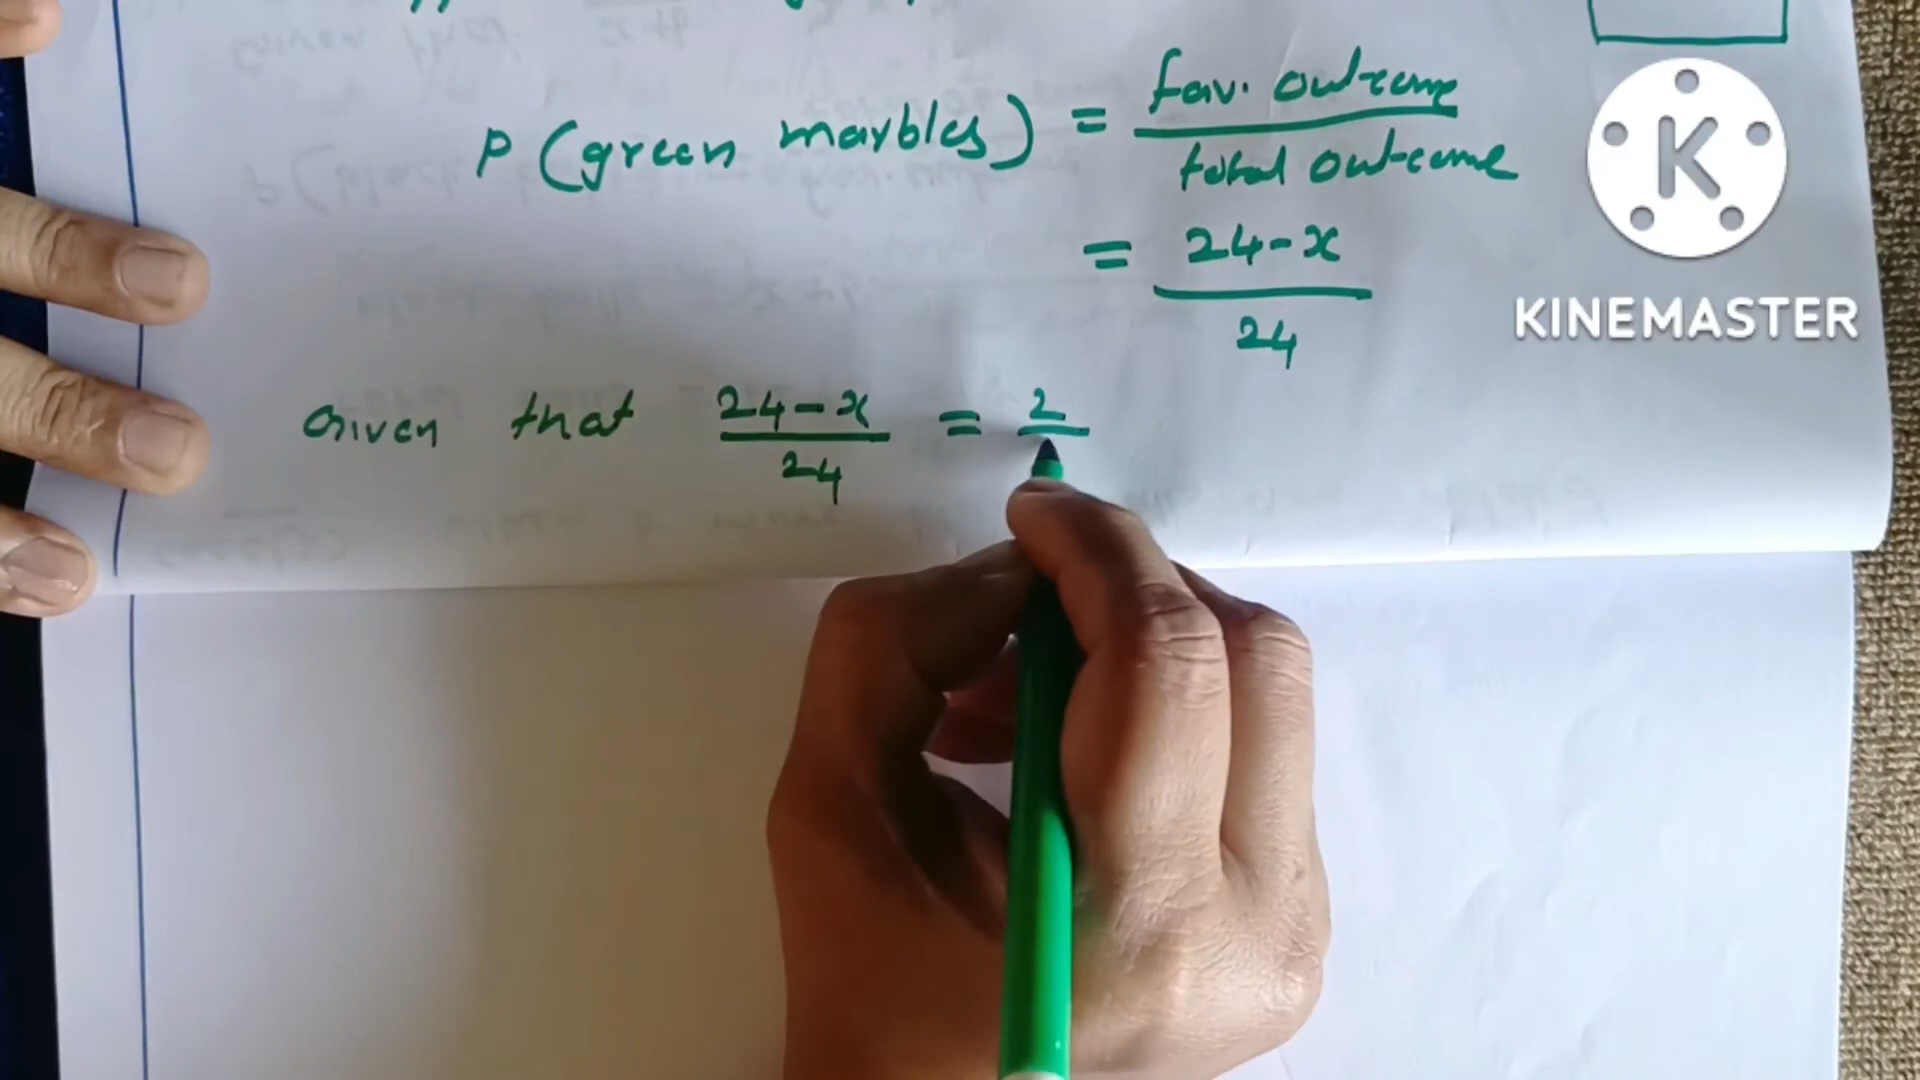 P (green marbles) = fav. outcome / total outcome
= 24-x / 24
Given that 24-x / 24 = 2
KINEMASTER